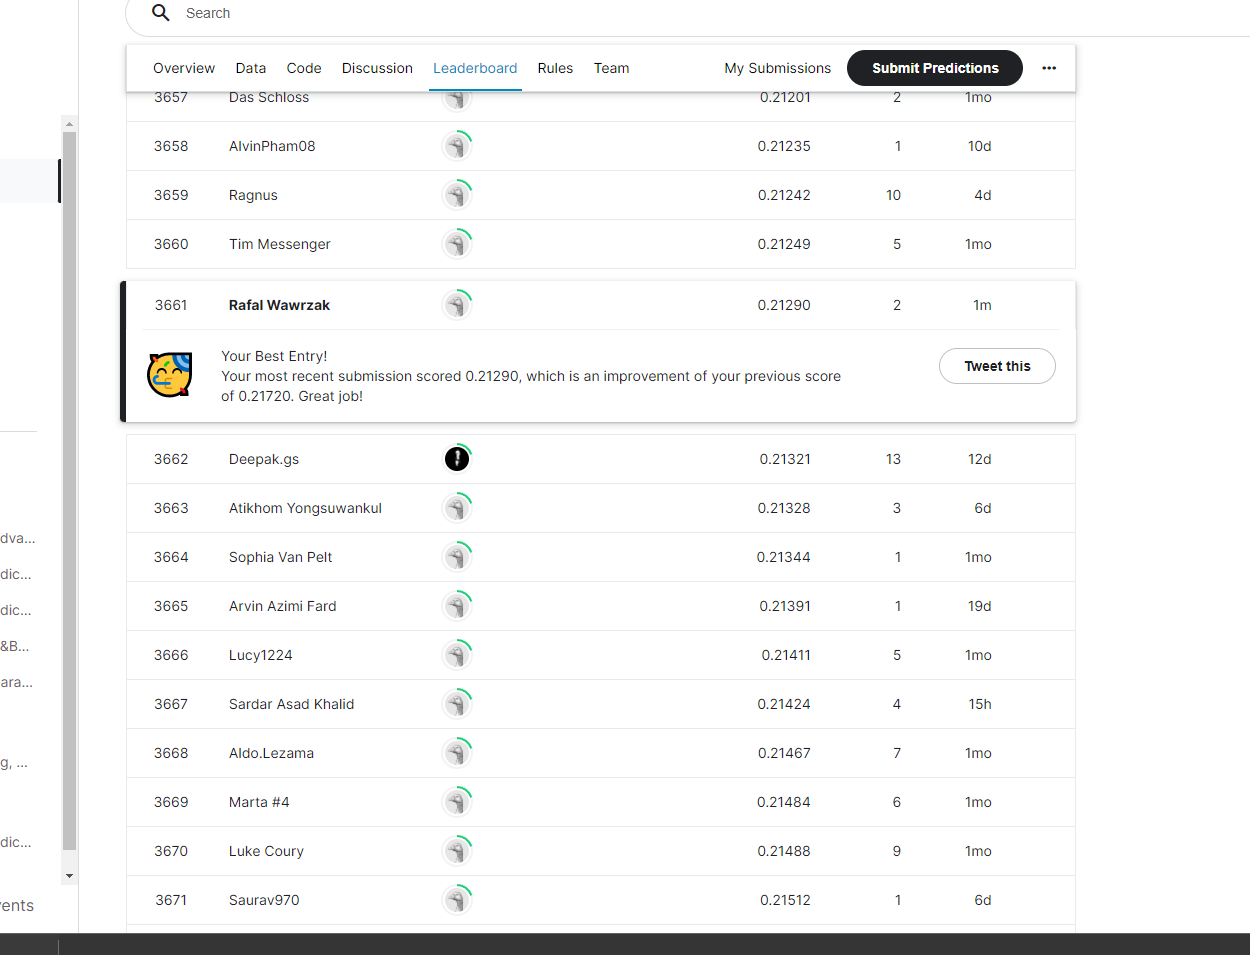 Search
Overview Data Code Discussion Leaderboard Rules Team My Submissions Submit Predictions
3657 Das Schloss 0.21201 2 1mo
3658 AlvinPham08 0.21235 1 10d
3659 Ragnus 0.21242 10 4d
3660 Tim Messenger 0.21249 5 1mo
3661 Rafal Wawrzak 0.21290 2 1m
Your Best Entry!
Your most recent submission scored 0.21290, which is an improvement of your previous score
of 0.21720. Great job!
Tweet this
3662 Deepak.gs 0.21321 13 12d
3663 Atikhom Yongsuwankul 0.21328 3 6d
3664 Sophia Van Pelt 0.21344 1 1mo
3665 Arvin Azimi Fard 0.21391 1 19d
3666 Lucy1224 0.21411 5 1mo
3667 Sardar Asad Khalid 0.21424 4 15h
3668 Aldo.Lezama 0.21467 7 1mo
3669 Marta #4 0.21484 6 1mo
3670 Luke Coury 0.21488 9 1mo
3671 Saurav970 0.21512 1 6d
dva...
dic...
dic...
&B...
ara...
g, ...
dic...
vents